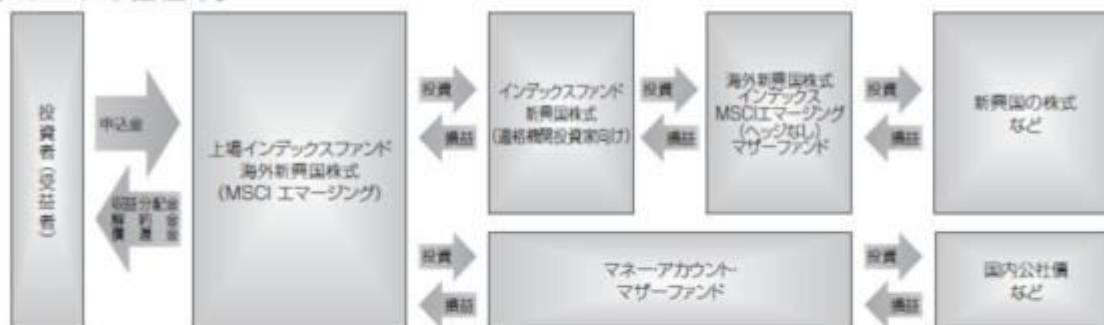 投資者(受益者)
申込金
収益分配金
解約金
償還金
上場インデックスファンド
海外新興国株式
(MSCI エマージング)
投資
損益
インデックスファンド
新興国株式
(適格機関投資家向け)
投資
損益
海外新興国株式
インデックス
MSCIエマージング
(ヘッジなし)
マザーファンド
投資
損益
新興国の株式
など
投資
損益
マネー・アカウント・
マザーファンド
投資
損益
国内公社債
など